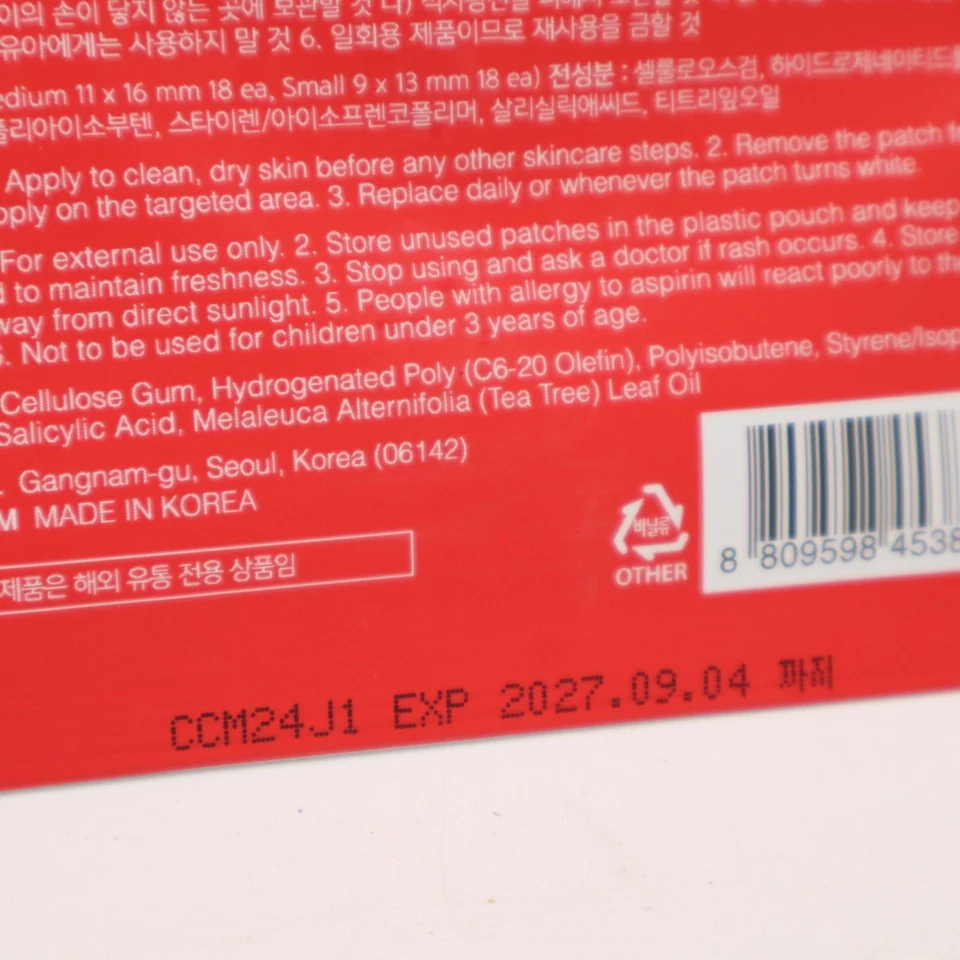 이의 손이 닿지 않는 곳에 보관할 것 다)
유아에게는 사용하지 말 것 6. 일회용 제품이므로 재사용을 금할 것
edium 11 x 16 mm 18 ea, Small 9 x 13 mm 18 ea) 전성분 : 셀룰로오스검, 하이드로제네이티드
폴리아이소부텐, 스타이렌/아이소프렌코폴리머, 살리실릭애씨드, 티트리잎오일
Apply to clean, dry skin before any other skincare steps. 2. Remove the patch f
pply on the targeted area. 3. Replace daily or whenever the patch turns white.
For external use only. 2. Store unused patches in the plastic pouch and keep
d to maintain freshness. 3. Stop using and ask a doctor if rash occurs. 4. Store
way from direct sunlight. 5. People with allergy to aspirin will react poorly to th
6. Not to be used for children under 3 years of age.
Cellulose Gum, Hydrogenated Poly (C6-20 Olefin), Polyisobutene, Styrene/Isop
Salicylic Acid, Melaleuca Alternifolia (Tea Tree) Leaf Oil
Gangnam-gu, Seoul, Korea (06142)
M MADE IN KOREA
제품은 해외 유통 전용 상품임
비닐류
OTHER
8 809598 4538
CCM24J1 EXP 2027.09.04 까지